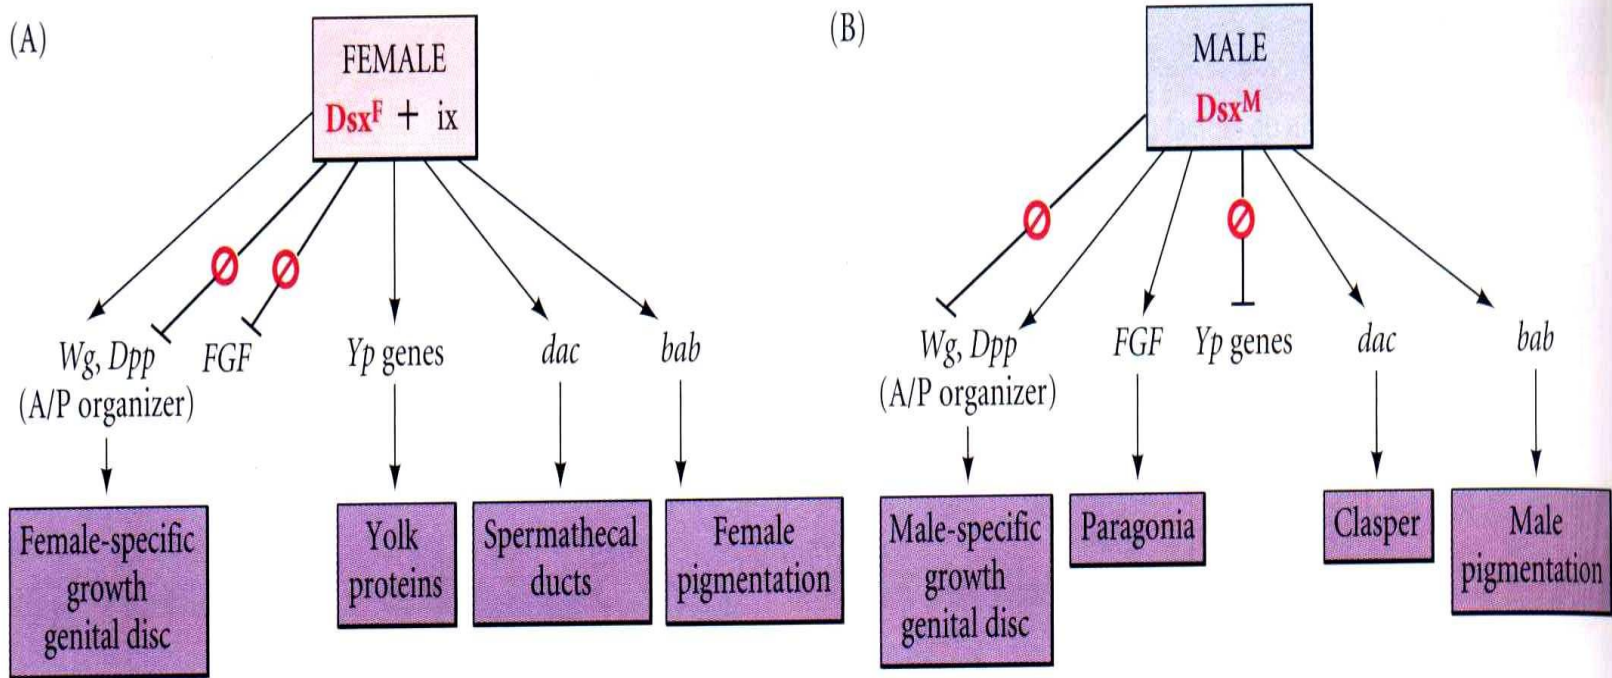 (A)
FEMALE
Dsx^F + ix
Wg, Dpp
(A/P organizer)
FGF
Yp genes
dac
bab
Female-specific
growth
genital disc
Yolk
proteins
Spermathecal
ducts
Female
pigmentation
(B)
MALE
Dsx^M
Wg, Dpp
(A/P organizer)
FGF
Yp genes
dac
bab
Male-specific
growth
genital disc
Paragonia
Clasper
Male
pigmentation